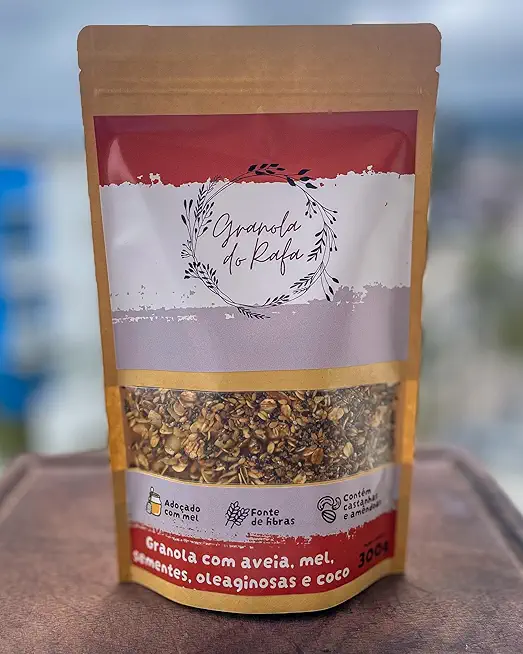 Granola
do Rafa
Adoçado
com mel
Fonte
de fibras
Contém
castanhas
e amêndoas
Granola com aveia, mel,
sementes, oleaginosas e coco
300g